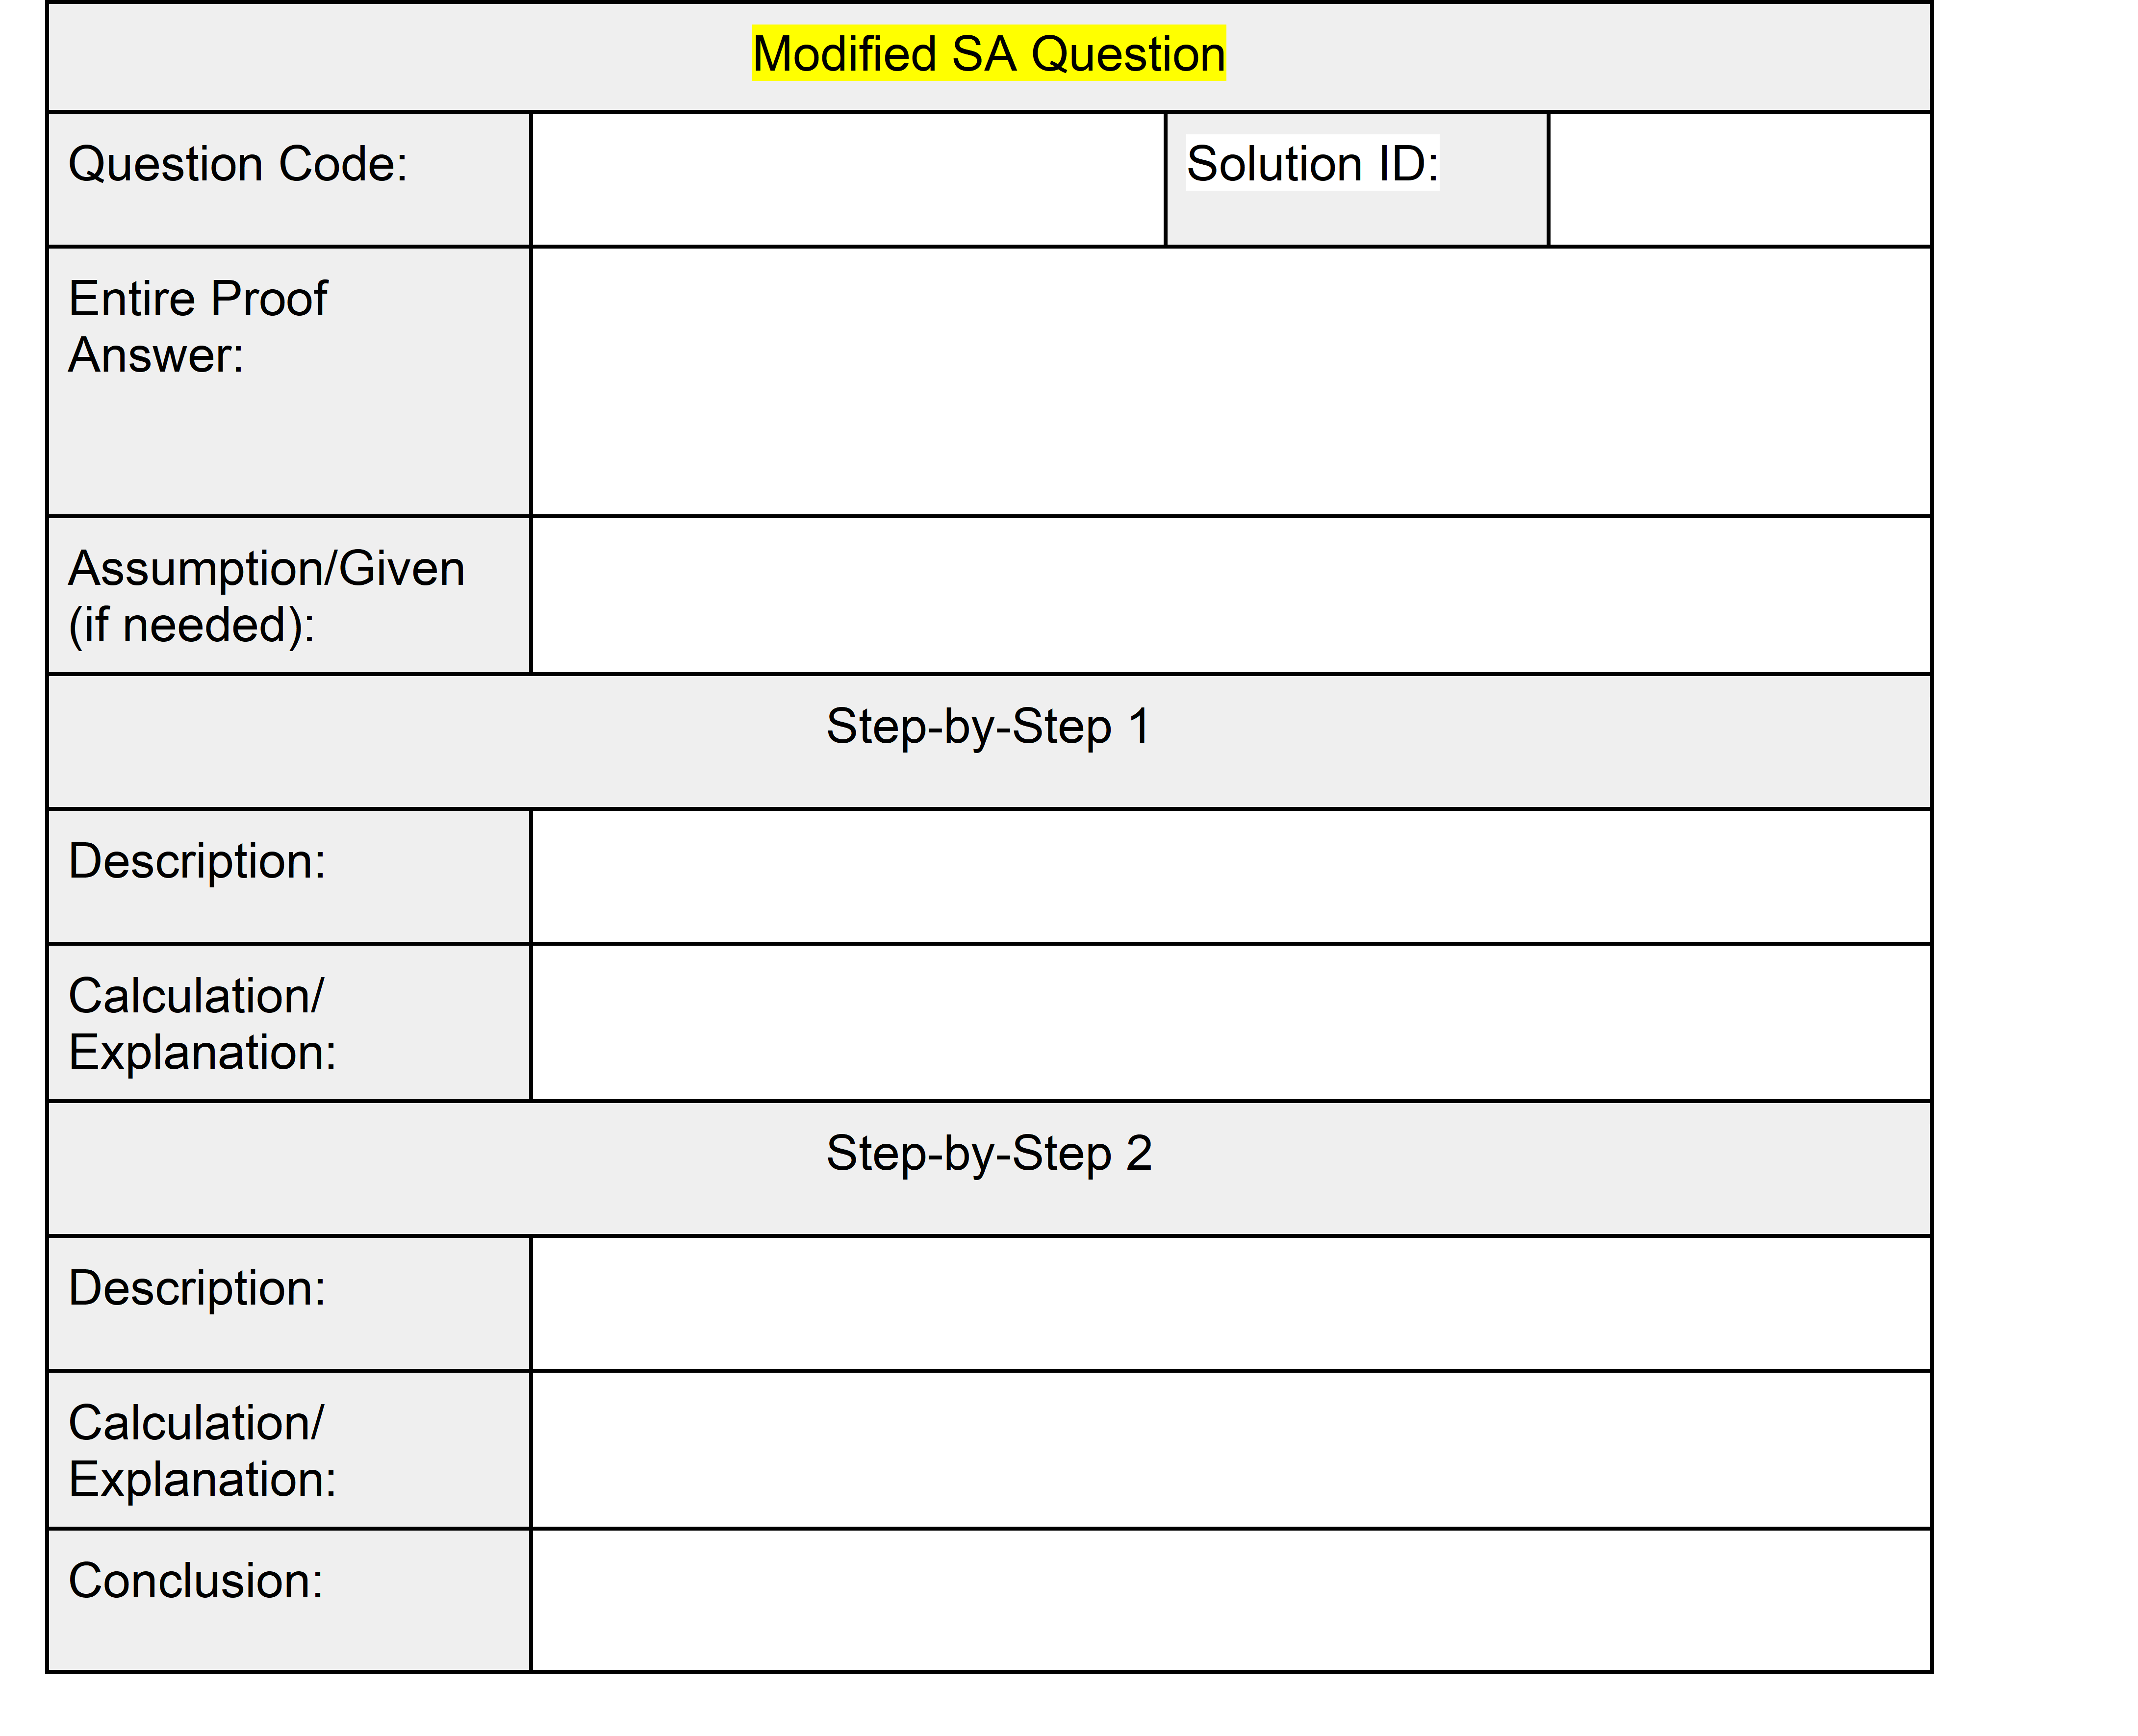 Modified SA Question
Question Code:
Solution ID:
Entire Proof
Answer:
Assumption/Given
(if needed):
Step-by-Step 1
Description:
Calculation/
Explanation:
Step-by-Step 2
Description:
Calculation/
Explanation:
Conclusion: